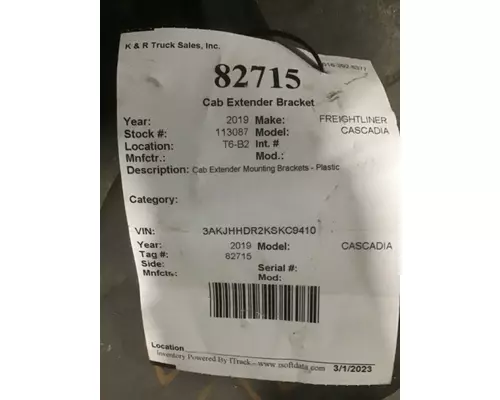 K & R Truck Sales, Inc.
82715
Cab Extender Bracket
Year: 2019 Make: FREIGHTLINER
Stock #: 113087 Model: CASCADIA
Location: T6-B2 Int. #
Mnfctr.: Mod.:
Description: Cab Extender Mounting Brackets - Plastic
Category:
VIN: 3AKJHHDR2KSKC9410
Year: 2019 Model: CASCADIA
Tag #: 82715
Side: Serial #:
Mnfctr: Mod:
Location
Inventory Powered By ITrack - www.isoftdata.com 3/1/2023